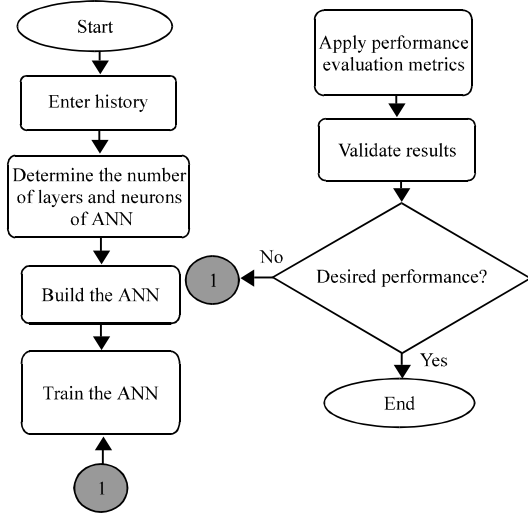 Start
Enter history
Determine the number
of layers and neurons
of ANN
Build the ANN
Train the ANN
1
Apply performance
evaluation metrics
Validate results
Desired performance?
No
1
Yes
End